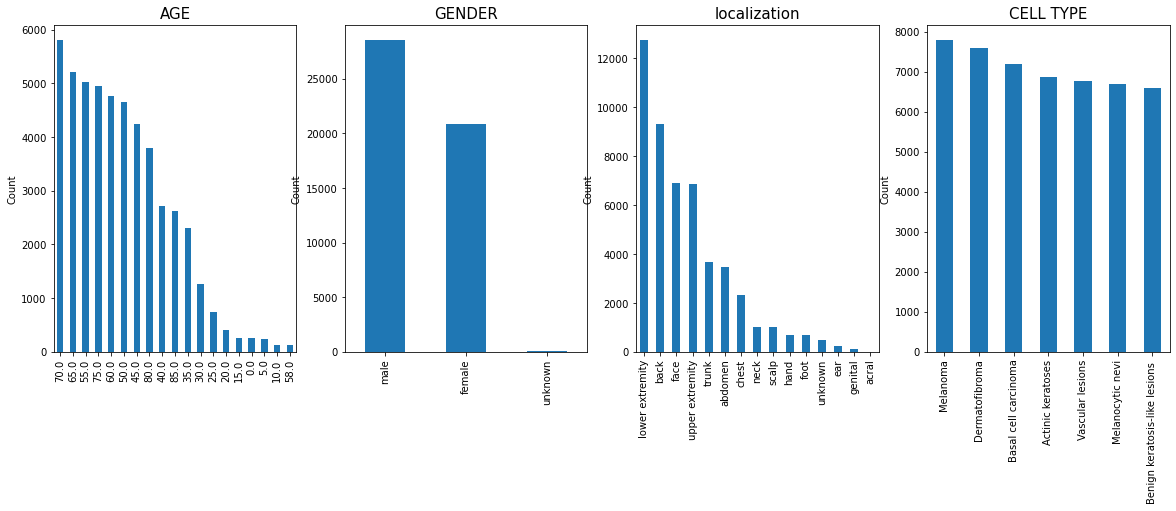 AGE
Count
6000
5000
4000
3000
2000
1000
0
70.0
65.0
55.0
75.0
60.0
50.0
45.0
80.0
40.0
85.0
35.0
30.0
25.0
20.0
15.0
0.0
5.0
10.0
58.0
GENDER
Count
25000
20000
15000
10000
5000
0
male
female
unknown
localization
Count
12000
10000
8000
6000
4000
2000
0
lower extremity
back
face
upper extremity
trunk
abdomen
chest
neck
scalp
hand
foot
unknown
ear
genital
acral
CELL TYPE
Count
8000
7000
6000
5000
4000
3000
2000
1000
0
Melanoma
Dermatofibroma
Basal cell carcinoma
Actinic keratoses
Vascular lesions
Melanocytic nevi
Benign keratosis-like lesions